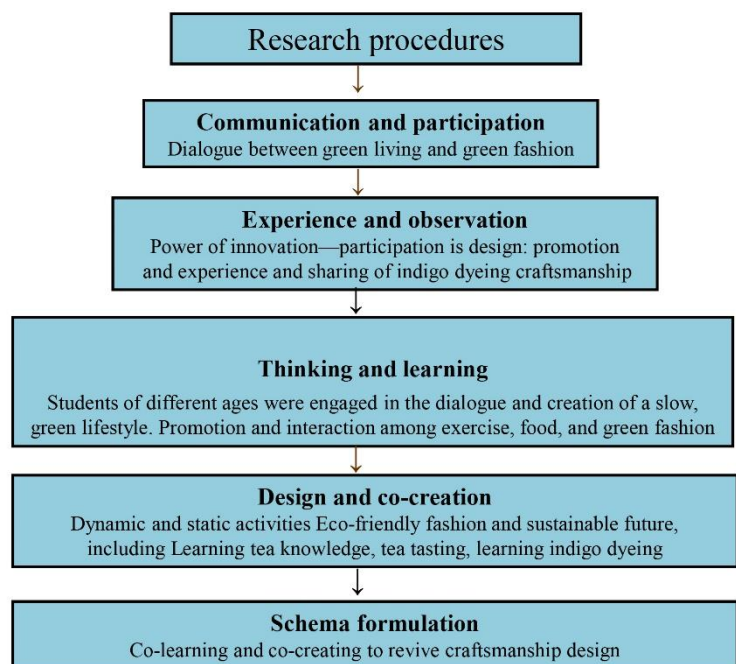 Research procedures
Communication and participation
Dialogue between green living and green fashion
Experience and observation
Power of innovation—participation is design: promotion
and experience and sharing of indigo dyeing craftsmanship
Thinking and learning
Students of different ages were engaged in the dialogue and creation of a slow,
green lifestyle. Promotion and interaction among exercise, food, and green fashion
Design and co-creation
Dynamic and static activities Eco-friendly fashion and sustainable future,
including Learning tea knowledge, tea tasting, learning indigo dyeing
Schema formulation
Co-learning and co-creating to revive craftsmanship design